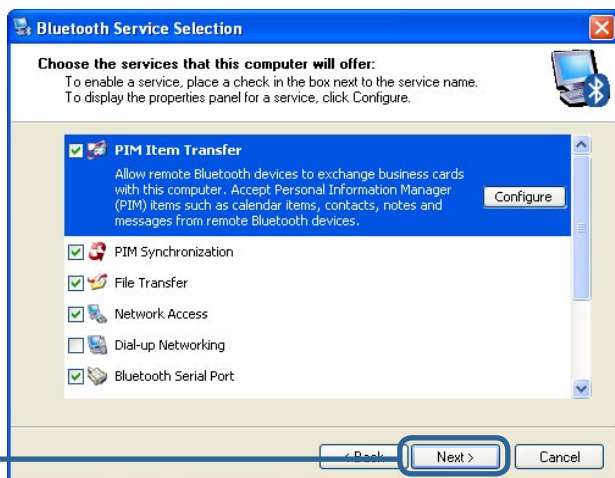 Bluetooth Service Selection
Choose the services that this computer will offer:
To enable a service, place a check in the box next to the service name.
To display the properties panel for a service, click Configure.
PIM Item Transfer
Allow remote Bluetooth devices to exchange business cards
with this computer. Accept Personal Information Manager
(PIM) items such as calendar items, contacts, notes and
messages from remote Bluetooth devices.
Configure
PIM Synchronization
File Transfer
Network Access
Dial-up Networking
Bluetooth Serial Port
< Back Next > Cancel